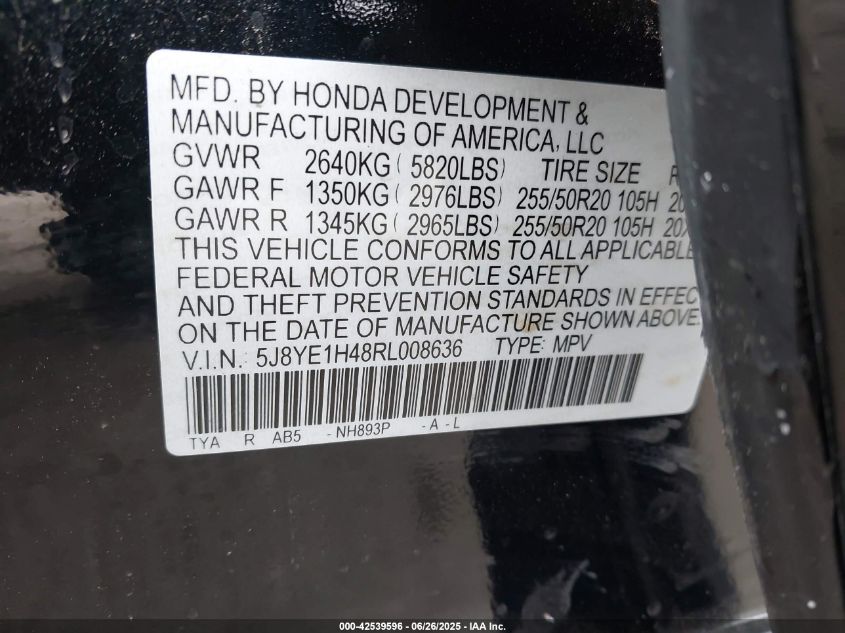 MFD. BY HONDA DEVELOPMENT &
MANUFACTURING OF AMERICA, LLC
GVWR 2640KG ( 5820LBS) TIRE SIZE
GAWR F 1350KG ( 2976LBS) 255/50R20 105H 20
GAWR R 1345KG ( 2965LBS) 255/50R20 105H 20X
THIS VEHICLE CONFORMS TO ALL APPLICABLE
FEDERAL MOTOR VEHICLE SAFETY
AND THEFT PREVENTION STANDARDS IN EFFEC
ON THE DATE OF MANUFACTURE SHOWN ABOVE.
V.I.N. 5J8YE1H48RL008636 TYPE: MPV
TYA R AB5 - NH893P - A - L
000-42539596 - 06/26/2025 - IAA Inc.